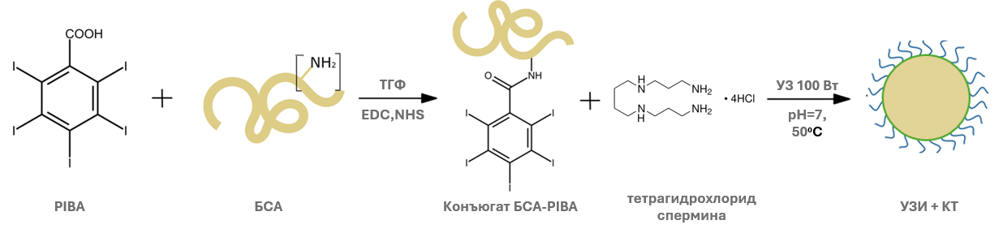 COOH
I
I
I
I
I
PIBA
+
NH2
БСА
ТГФ
EDC,NHS
O
NH
I
I
I
I
I
Конъюгат БСА-PIBA
+
H
N
NH2
N
H
NH2
• 4HCl
тетрагидрохлорид
спермина
УЗ 100 Вт
pH=7,
50°C
УЗИ + КТ